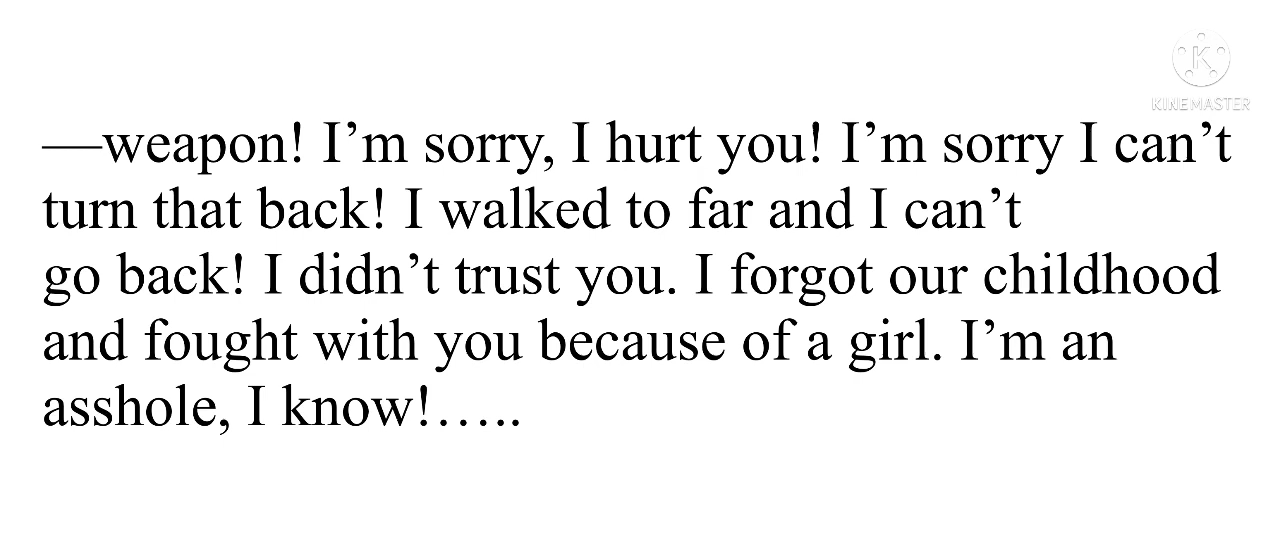 K
KINEMASTER
—weapon! I’m sorry, I hurt you! I’m sorry I can’t
turn that back! I walked to far and I can’t
go back! I didn’t trust you. I forgot our childhood
and fought with you because of a girl. I’m an
asshole, I know!…..